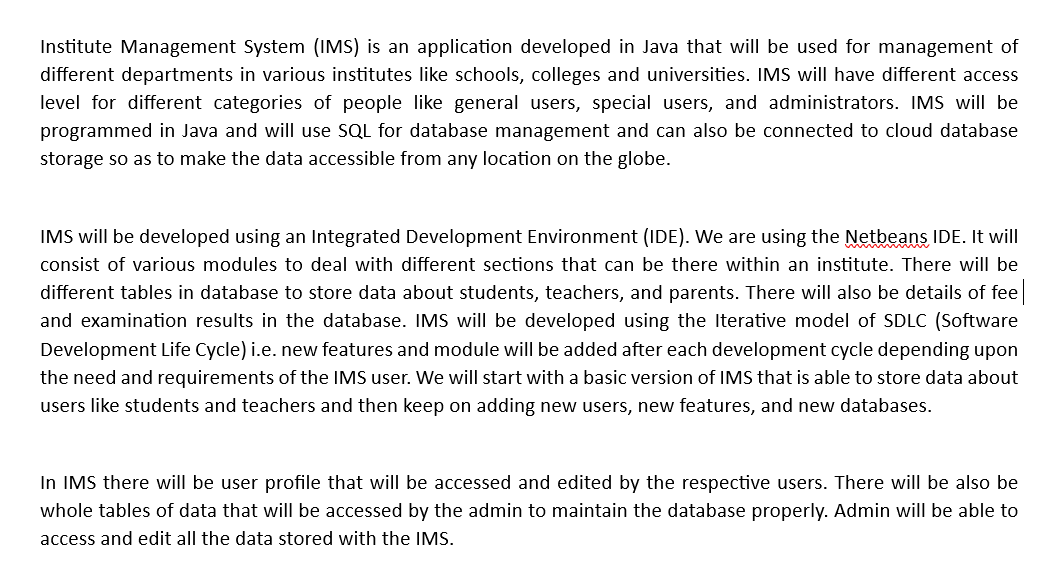 Institute Management System (IMS) is an application developed in Java that will be used for management of
different departments in various institutes like schools, colleges and universities. IMS will have different access
level for different categories of people like general users, special users, and administrators. IMS will be
programmed in Java and will use SQL for database management and can also be connected to cloud database
storage so as to make the data accessible from any location on the globe.
IMS will be developed using an Integrated Development Environment (IDE). We are using the Netbeans IDE. It will
consist of various modules to deal with different sections that can be there within an institute. There will be
different tables in database to store data about students, teachers, and parents. There will also be details of fee
and examination results in the database. IMS will be developed using the Iterative model of SDLC (Software
Development Life Cycle) i.e. new features and module will be added after each development cycle depending upon
the need and requirements of the IMS user. We will start with a basic version of IMS that is able to store data about
users like students and teachers and then keep on adding new users, new features, and new databases.
In IMS there will be user profile that will be accessed and edited by the respective users. There will be also be
whole tables of data that will be accessed by the admin to maintain the database properly. Admin will be able to
access and edit all the data stored with the IMS.